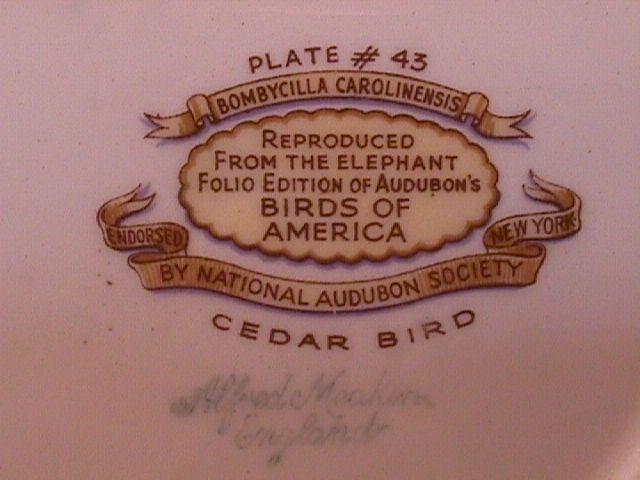 PLATE # 43
BOMBYCILLA CAROLINENSIS
REPRODUCED
FROM THE ELEPHANT
FOLIO EDITION OF AUDUBON'S
BIRDS OF
AMERICA
ENDORSED
BY NATIONAL AUDUBON SOCIETY
NEW YORK
CEDAR BIRD
Alfred Meakin
England